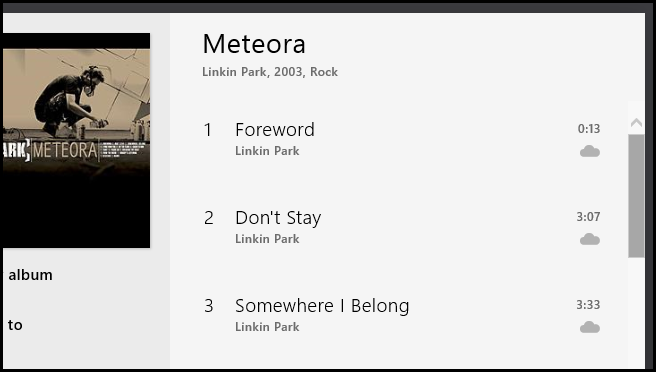 Meteora
Linkin Park, 2003, Rock
ARK] METEORA
album
to
1 Foreword 0:13
Linkin Park
2 Don't Stay 3:07
Linkin Park
3 Somewhere I Belong 3:33
Linkin Park